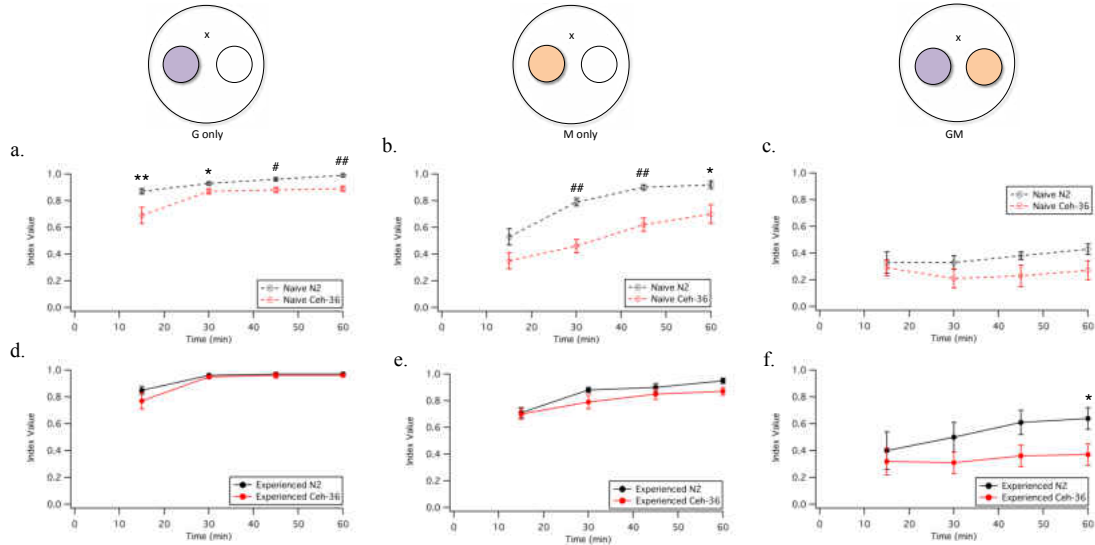 x
x
x
G only
M only
GM
a.
b.
c.
** * # ##
## ## *
1.0
0.8
0.6
0.4
0.2
0.0
Index Value
Naive N2
Naive Ceh-36
0 10 20 30 40 50 60
Time (min)
1.0
0.8
0.6
0.4
0.2
0.0
Index Value
Naive N2
Naive Ceh-36
0 10 20 30 40 50 60
Time (min)
1.0
0.8
0.6
0.4
0.2
0.0
Index Value
Naive N2
Naive Ceh-36
0 10 20 30 40 50 60
Time (min)
d.
e.
f.
1.0
0.8
0.6
0.4
0.2
0.0
Index Value
Experienced N2
Experienced Ceh-36
0 10 20 30 40 50 60
Time (min)
1.0
0.8
0.6
0.4
0.2
0.0
Index Value
Experienced N2
Experienced Ceh-36
0 10 20 30 40 50 60
Time (min)
*
1.0
0.8
0.6
0.4
0.2
0.0
Index Value
Experienced N2
Experienced Ceh-36
0 10 20 30 40 50 60
Time (min)